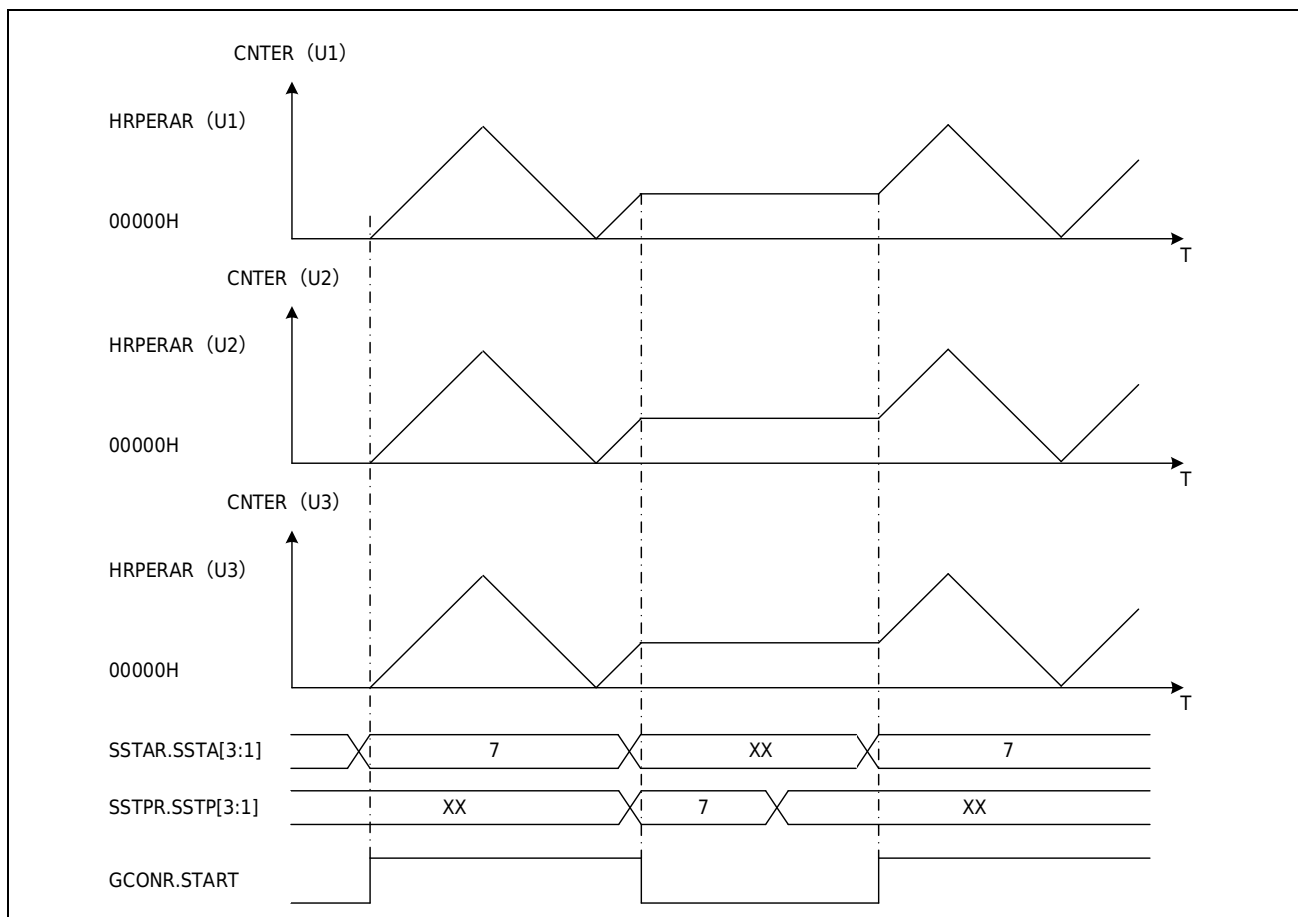 CNTER（U1）
HRPERAR（U1）
00000H
T
CNTER（U2）
HRPERAR（U2）
00000H
T
CNTER（U3）
HRPERAR（U3）
00000H
T
SSTAR.SSTA[3:1] 7 XX 7
SSTPR.SSTP[3:1] XX 7 XX
GCONR.START